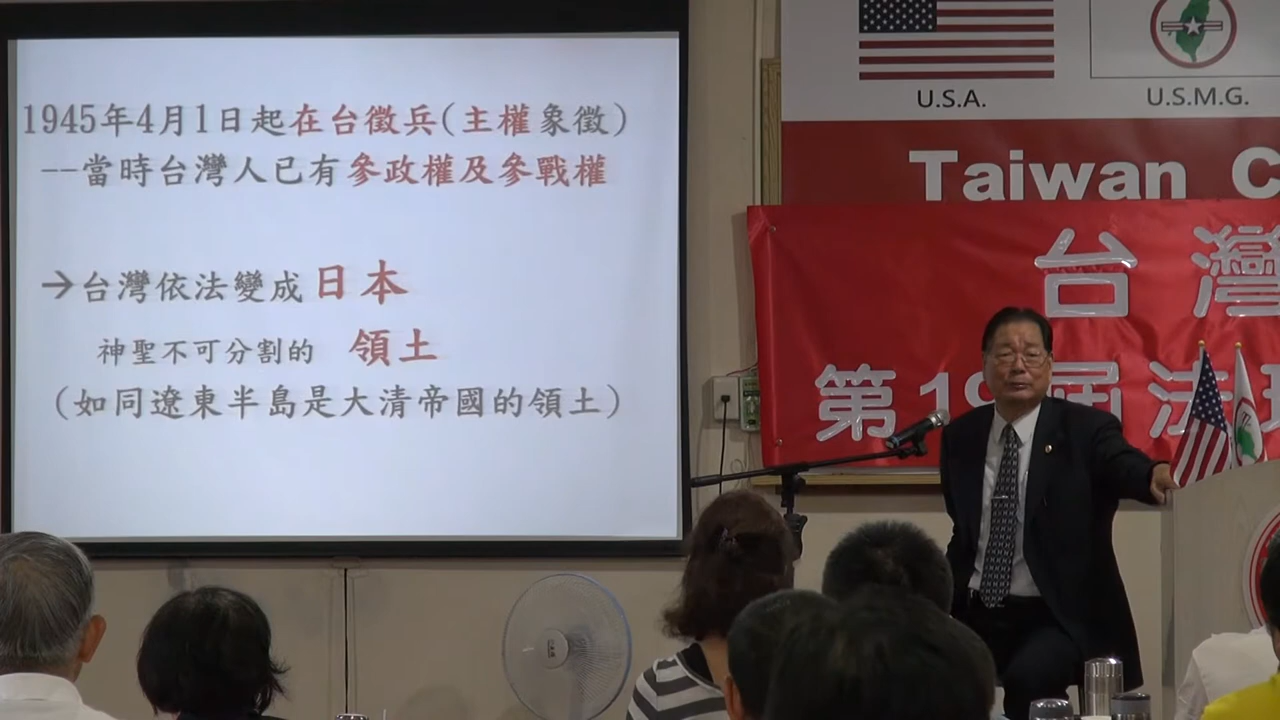 1945年4月1日起在台徵兵(主權象徵)
--當時台灣人已有參政權及參戰權
→台灣依法變成日本
神聖不可分割的 領土
(如同遼東半島是大清帝國的領土)
U.S.A.
U.S.M.G.
Taiwan C
台灣
第19屆法理